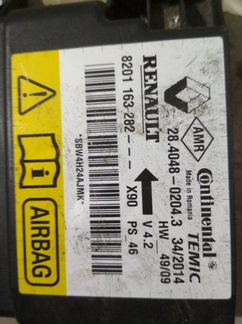 Continental
TEMIC
Made in Romania
AMR
28.4048-0204.3 34/2014
HW 49/09
RENAULT
V 4.2
8201 163-282---
X90 PS 46
*SBW4H24AJMK*
AIRBAG